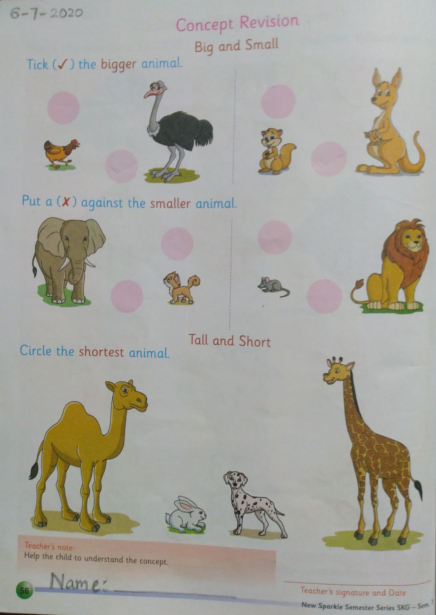 6-7-2020
Concept Revision
Big and Small
Tick (✓) the bigger animal.
Put a (✗) against the smaller animal.
Tall and Short
Circle the shortest animal.
Teacher's note:
Help the child to understand the concept.
56
Name:
Teacher's signature and Date
New Sparkle Semester Series SKG - Sem